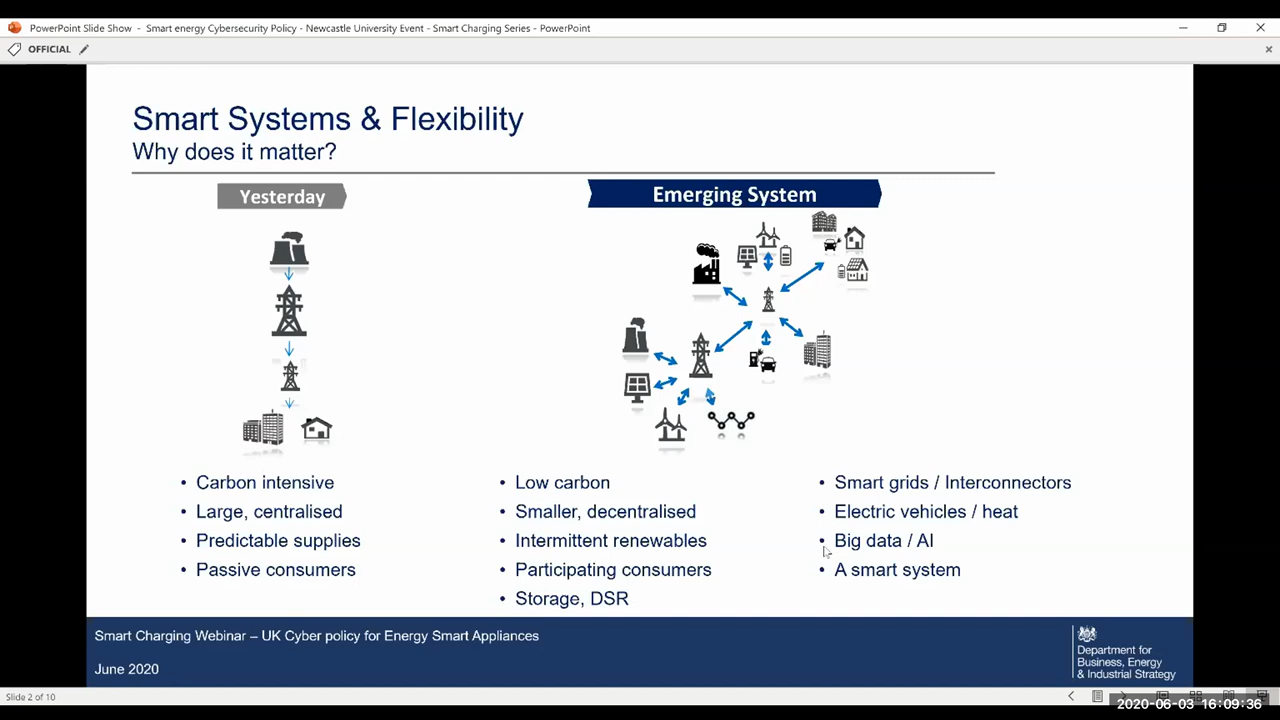 PowerPoint Slide Show - Smart energy Cybersecurity Policy - Newcastle University Event - Smart Charging Series - PowerPoint
OFFICIAL
Smart Systems & Flexibility
Why does it matter?
Yesterday
Emerging System
• Carbon intensive
• Large, centralised
• Predictable supplies
• Passive consumers
• Low carbon
• Smaller, decentralised
• Intermittent renewables
• Participating consumers
• Storage, DSR
• Smart grids / Interconnectors
• Electric vehicles / heat
• Big data / AI
• A smart system
Smart Charging Webinar – UK Cyber policy for Energy Smart Appliances
June 2020
Department for
Business, Energy
& Industrial Strategy
Slide 2 of 10
2020-06-03 16:09:36